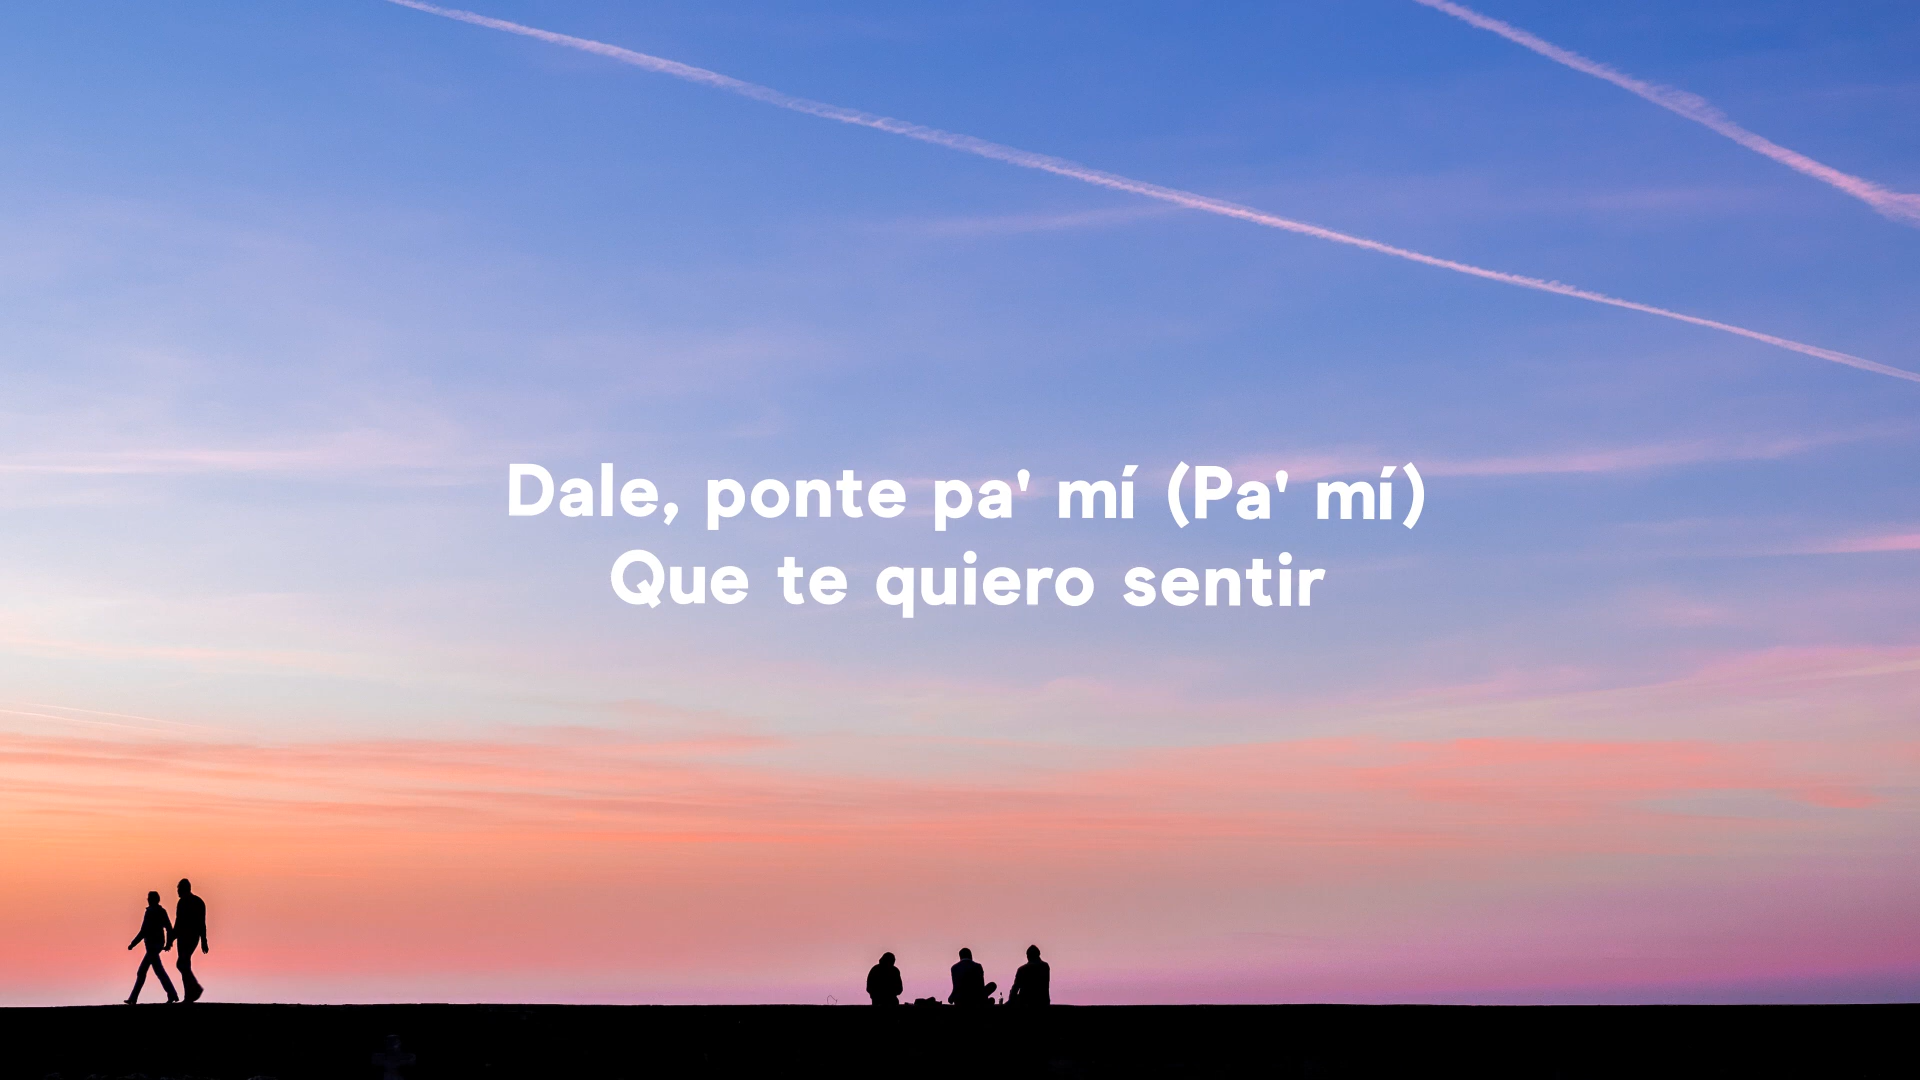 Dale, ponte pa' mí (Pa' mí)
Que te quiero sentir